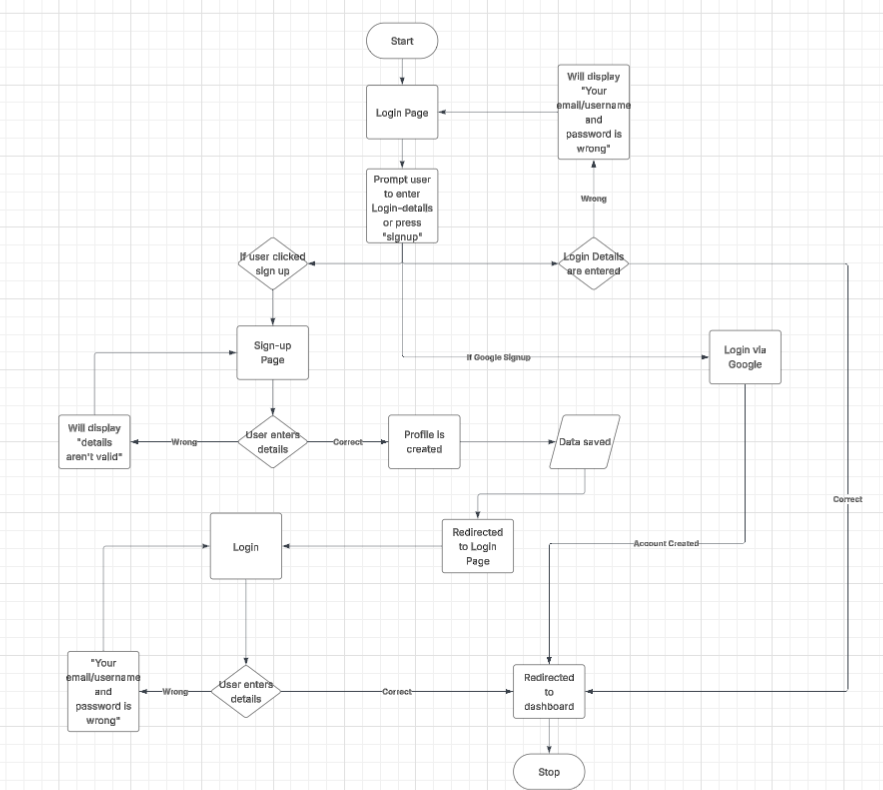 Start
Login Page
Will display
"Your
email/username
and
password is
wrong"
Prompt user
to enter
Login-details
or press
"signup"
Wrong
If user clicked
sign up
Login Details
are entered
Sign-up
Page
If Google Signup
Login via
Google
Will display
"details
aren't valid"
Wrong
User enters
details
Correct
Profile is
created
Data saved
Correct
Login
Redirected
to Login
Page
Account Created
"Your
email/username
and
password is
wrong"
Wrong
User enters
details
Correct
Redirected
to
dashboard
Stop